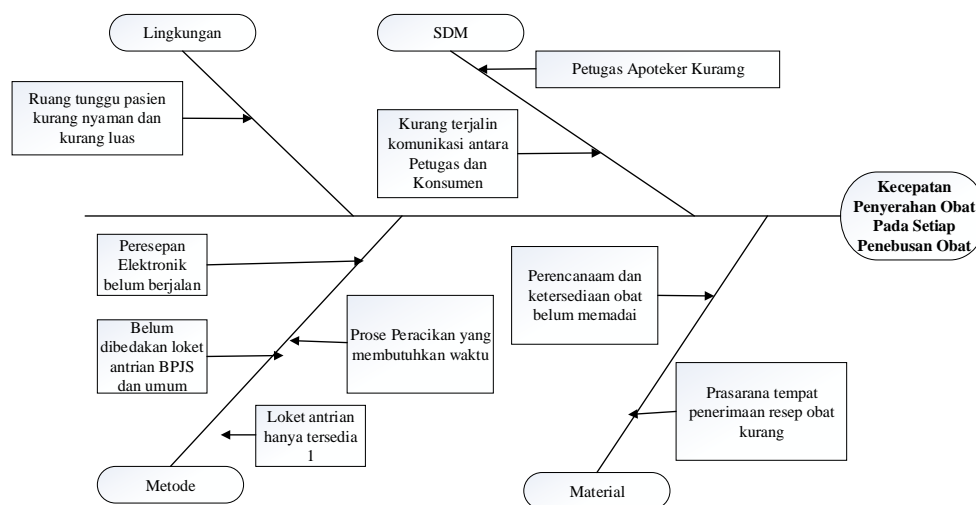 Lingkungan
SDM
Petugas Apoteker Kuramg
Ruang tunggu pasien
kurang nyaman dan
kurang luas
Kurang terjalin
komunikasi antara
Petugas dan
Konsumen
Kecepatan
Penyerahan Obat
Pada Setiap
Penebusan Obat
Peresepan
Elektronik
belum berjalan
Perencanaam dan
ketersediaan obat
belum memadai
Belum
dibedakan loket
antrian BPJS
dan umum
Prose Peracikan yang
membutuhkan waktu
Prasarana tempat
penerimaan resep obat
kurang
Loket antrian
hanya tersedia
1
Metode
Material